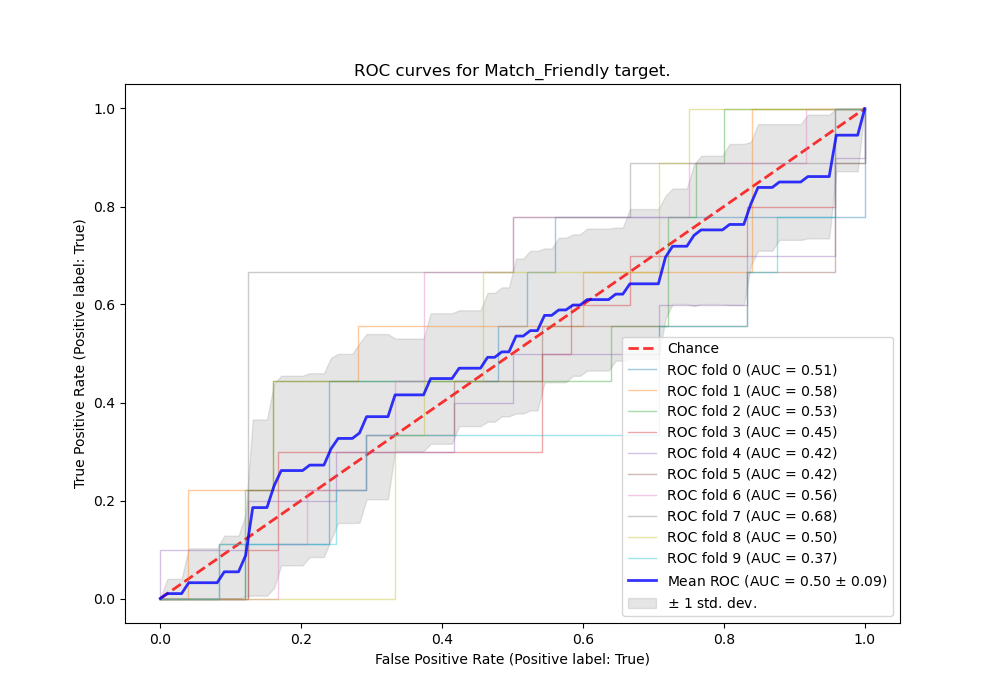 ROC curves for Match_Friendly target.
True Positive Rate (Positive label: True)
1.0
0.8
0.6
0.4
0.2
0.0
Chance
ROC fold 0 (AUC = 0.51)
ROC fold 1 (AUC = 0.58)
ROC fold 2 (AUC = 0.53)
ROC fold 3 (AUC = 0.45)
ROC fold 4 (AUC = 0.42)
ROC fold 5 (AUC = 0.42)
ROC fold 6 (AUC = 0.56)
ROC fold 7 (AUC = 0.68)
ROC fold 8 (AUC = 0.50)
ROC fold 9 (AUC = 0.37)
Mean ROC (AUC = 0.50 ± 0.09)
± 1 std. dev.
0.0 0.2 0.4 0.6 0.8 1.0
False Positive Rate (Positive label: True)